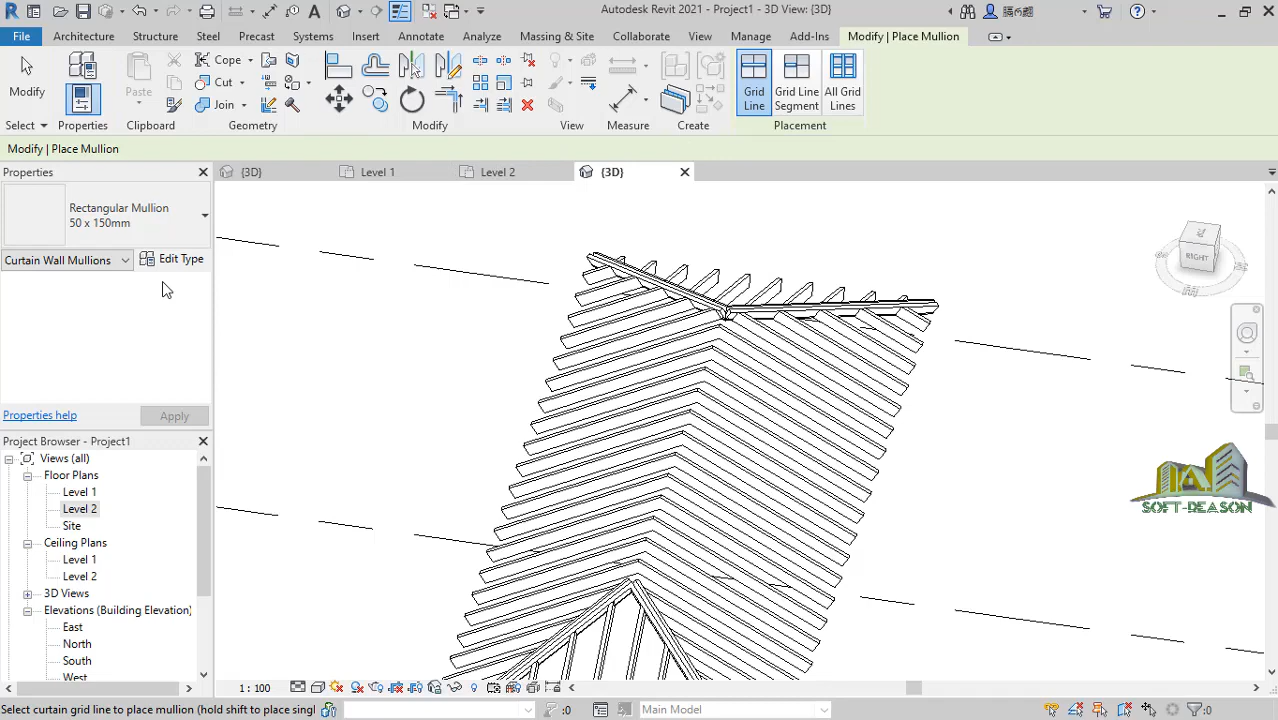 Autodesk Revit 2021 - Project1 - 3D View: {3D}
File Architecture Structure Steel Precast Systems Insert Annotate Analyze Massing & Site Collaborate View Manage Add-Ins Modify | Place Mullion
Modify
Paste
Cope
Cut
Join
Grid Line
Grid Line Segment
All Grid Lines
Select Properties Clipboard Geometry Modify View Measure Create Placement
Modify | Place Mullion
Properties
{3D} Level 1 Level 2 {3D}
Rectangular Mullion
50 x 150mm
Curtain Wall Mullions Edit Type
RIGHT
Properties help Apply
Project Browser - Project1
Views (all)
Floor Plans
Level 1
Level 2
Site
Ceiling Plans
Level 1
Level 2
3D Views
Elevations (Building Elevation)
East
North
South
West
SOFT-REASON
1 : 100
Select curtain grid line to place mullion (hold shift to place singl :0 Main Model :0